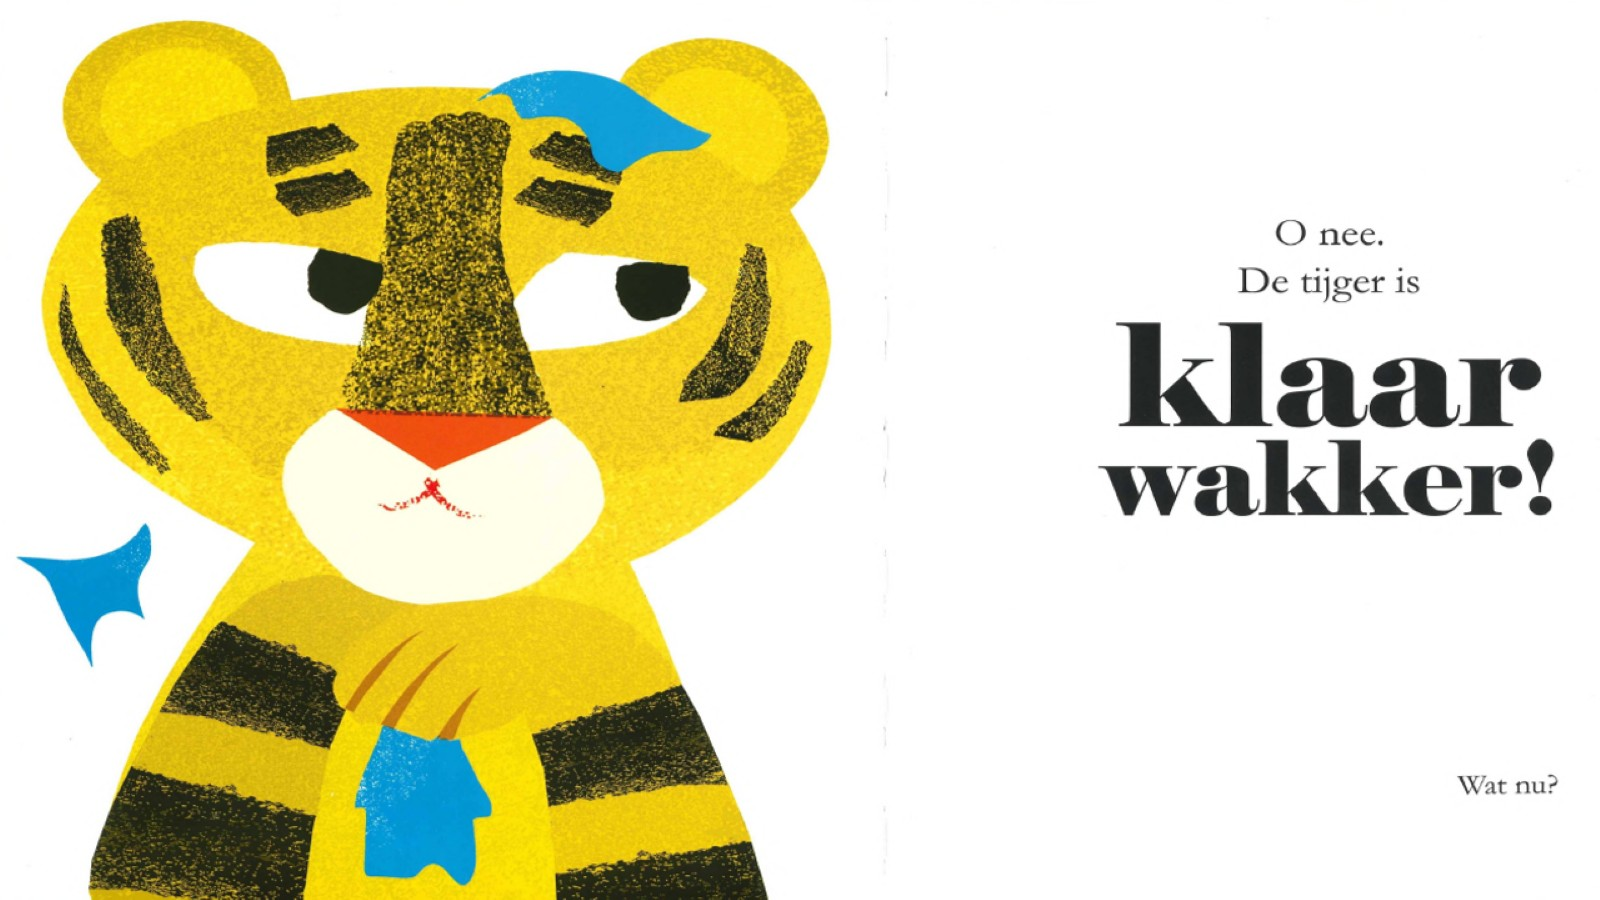 O nee.
De tijger is
klaar
wakker!
Wat nu?